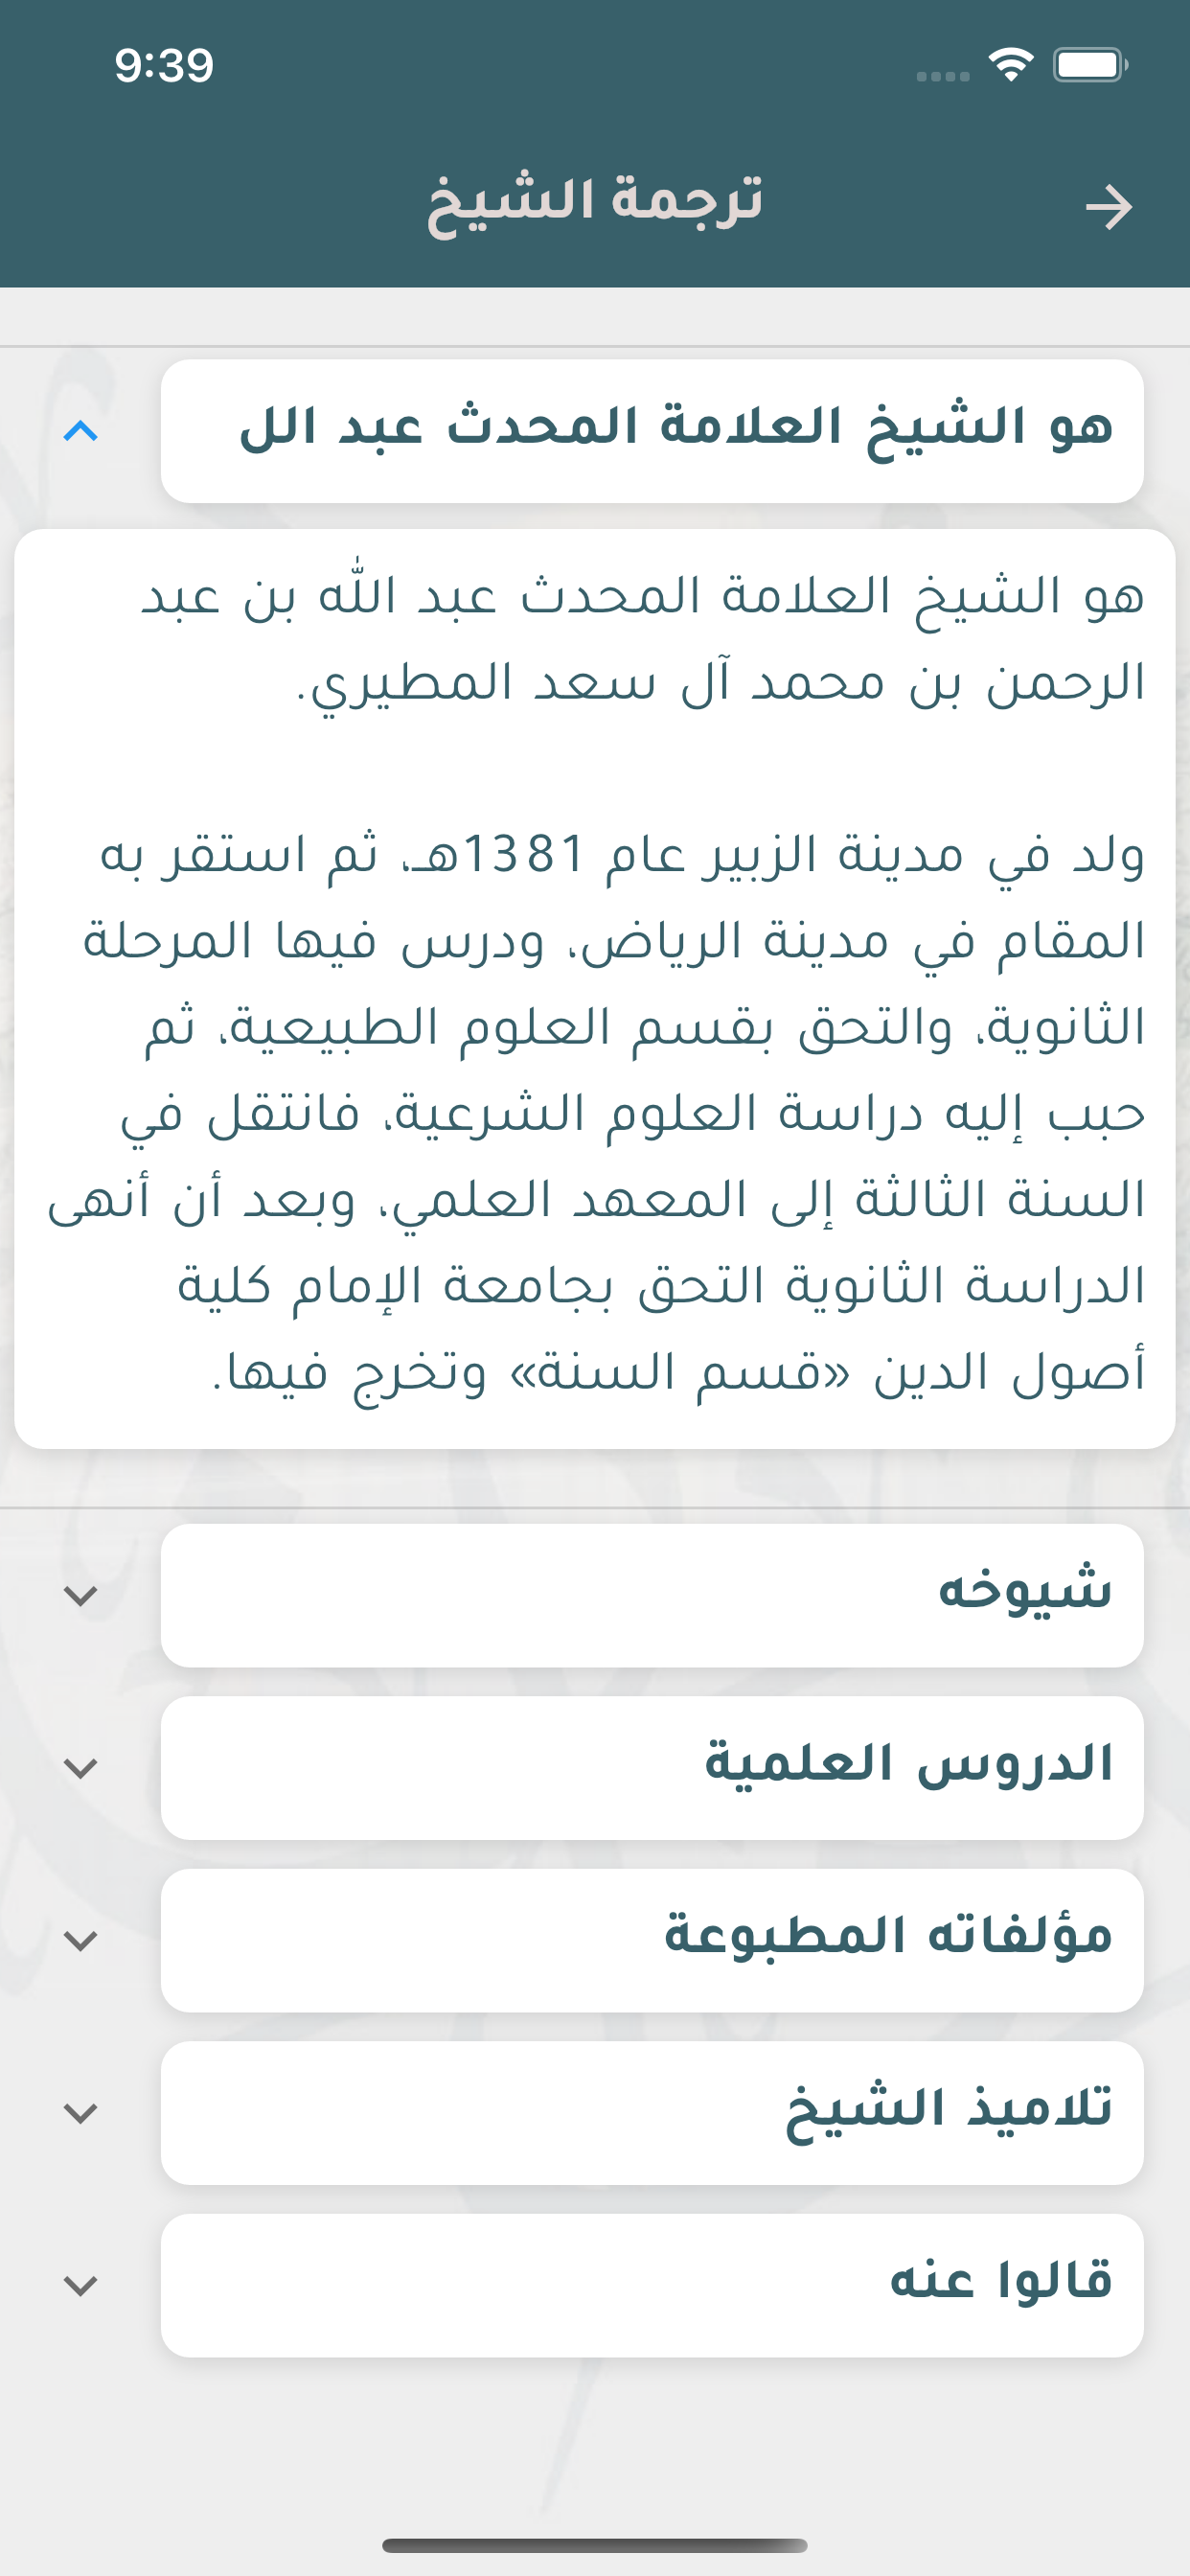 9:39
ترجمة الشيخ
هو الشيخ العلامة المحدث عبد الل
هو الشيخ العلامة المحدث عبد الله بن عبد
الرحمن بن محمد آل سعد المطيري.
ولد في مدينة الزبير عام 1381هـ، ثم استقر به
المقام في مدينة الرياض، ودرس فيها المرحلة
الثانوية، والتحق بقسم العلوم الطبيعية، ثم
حبب إليه دراسة العلوم الشرعية، فانتقل في
السنة الثالثة إلى المعهد العلمي، وبعد أن أنهى
الدراسة الثانوية التحق بجامعة الإمام كلية
أصول الدين «قسم السنة» وتخرج فيها.
شيوخه
الدروس العلمية
مؤلفاته المطبوعة
تلاميذ الشيخ
قالوا عنه